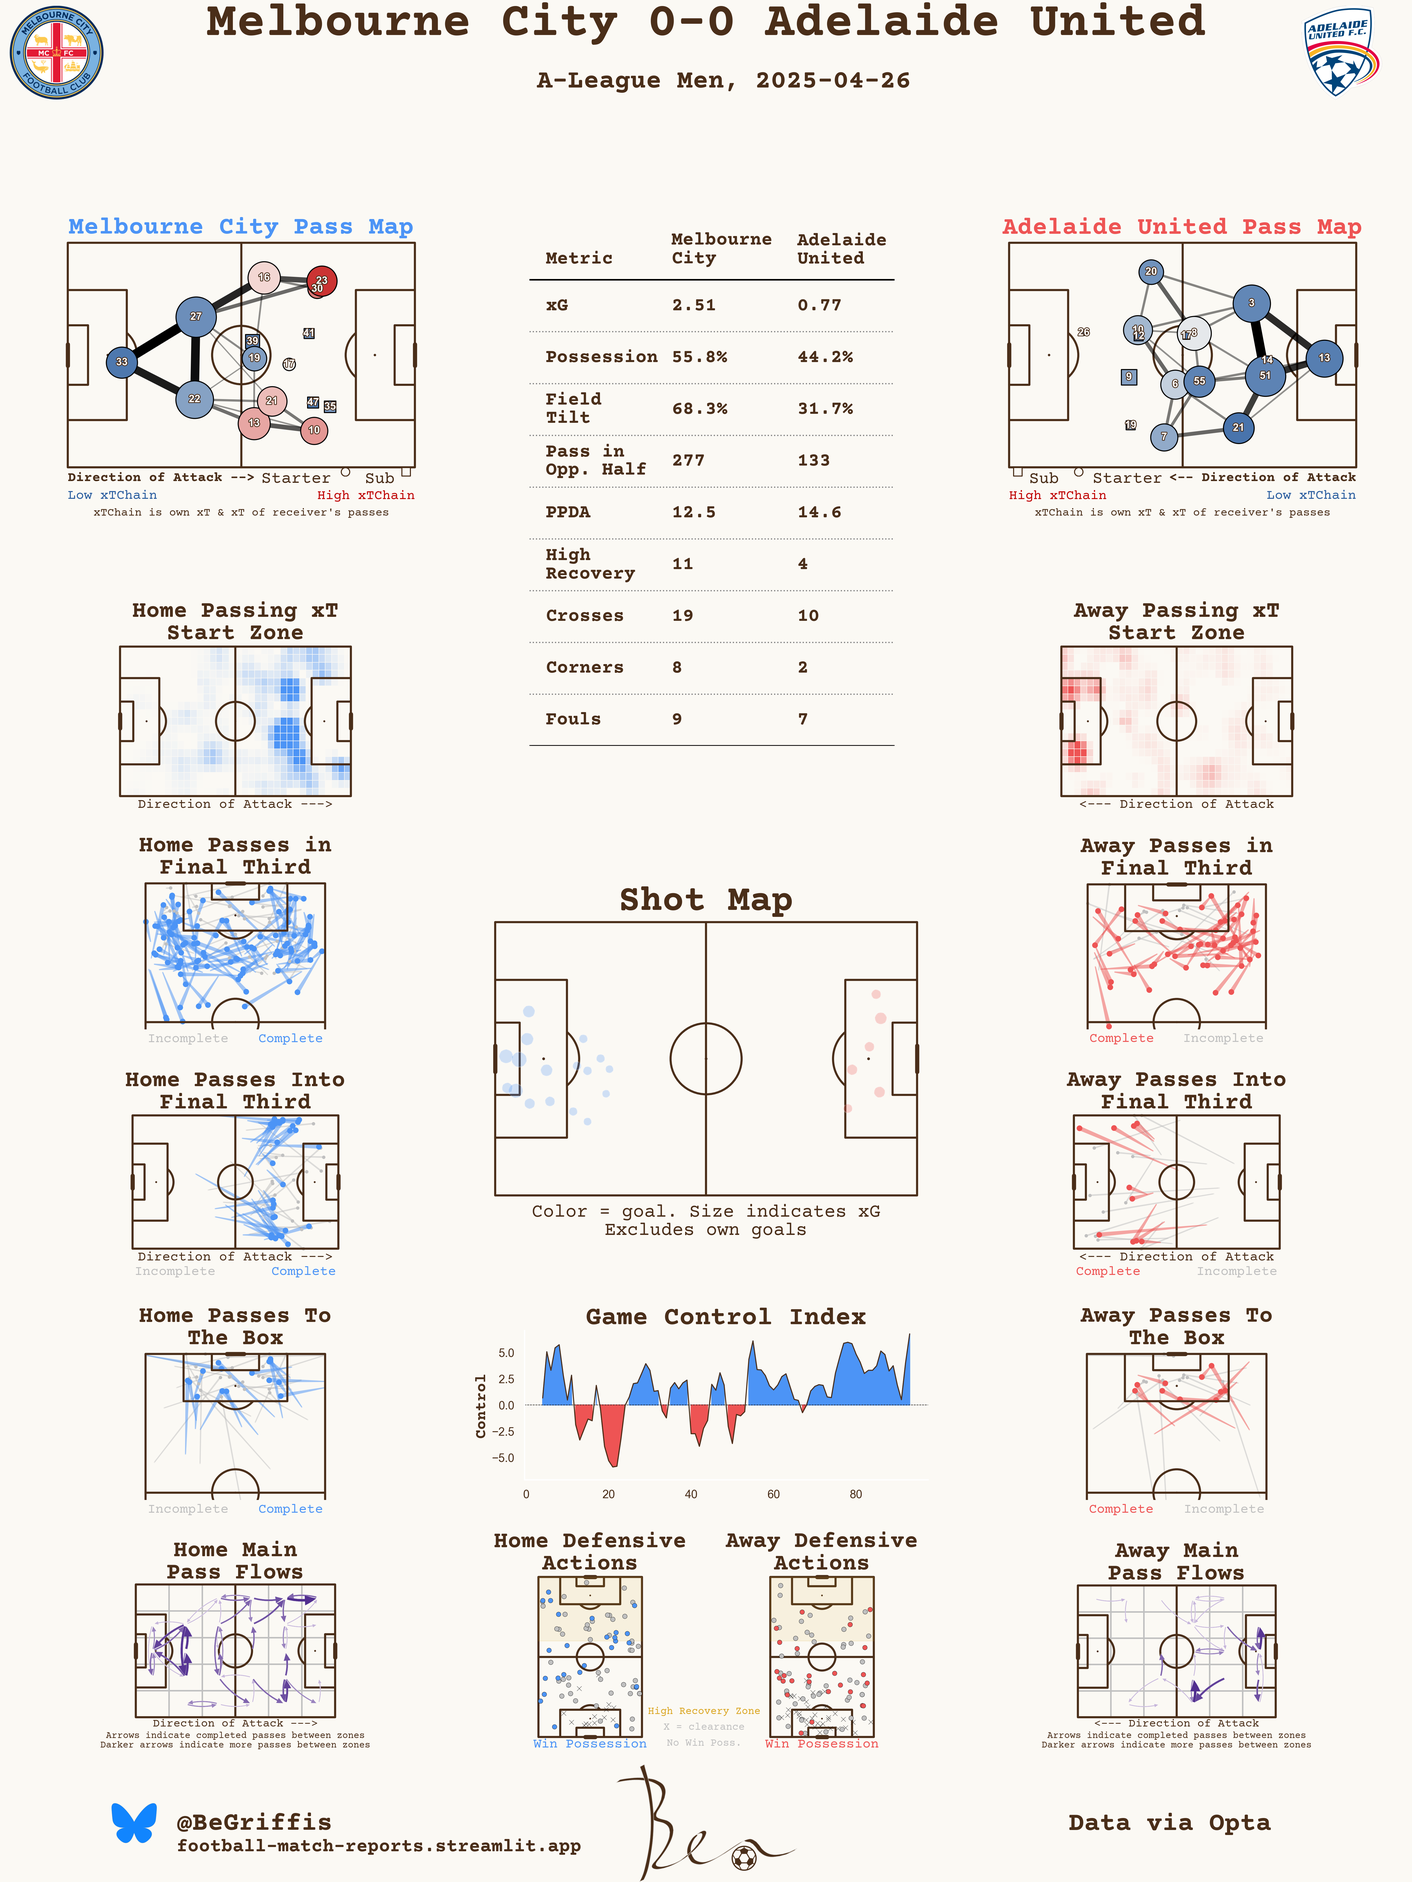 Melbourne City 0-0 Adelaide United
A-League Men, 2025-04-26
MELBOURNE CITY
MC FC
FOOTBALL CLUB
ADELAIDE
UNITED F.C.
Melbourne City Pass Map
16
23
30
27
41
39
33
19
17
22
21
47
35
13
10
Direction of Attack --> Starter Sub
Low xTChain High xTChain
xTChain is own xT & xT of receiver's passes
Metric Melbourne City Adelaide United
xG 2.51 0.77
Possession 55.8% 44.2%
Field Tilt 68.3% 31.7%
Pass in Opp. Half 277 133
PPDA 12.5 14.6
High Recovery 11 4
Crosses 19 10
Corners 8 2
Fouls 9 7
Adelaide United Pass Map
20
3
26
10
12
17
8
14
13
9
6
55
51
19
7
21
Sub Starter <-- Direction of Attack
High xTChain Low xTChain
xTChain is own xT & xT of receiver's passes
Home Passing xT
Start Zone
Direction of Attack --->
Away Passing xT
Start Zone
<--- Direction of Attack
Home Passes in
Final Third
Incomplete Complete
Away Passes in
Final Third
Complete Incomplete
Shot Map
Color = goal. Size indicates xG
Excludes own goals
Home Passes Into
Final Third
Direction of Attack --->
Incomplete Complete
Away Passes Into
Final Third
<--- Direction of Attack
Complete Incomplete
Home Passes To
The Box
Incomplete Complete
Game Control Index
Control
5.0
2.5
0.0
−2.5
−5.0
0 20 40 60 80
Away Passes To
The Box
Complete Incomplete
Home Main
Pass Flows
Direction of Attack --->
Arrows indicate completed passes between zones
Darker arrows indicate more passes between zones
Home Defensive
Actions
Win Possession
Away Defensive
Actions
Win Possession
High Recovery Zone
X = clearance
No Win Poss.
Away Main
Pass Flows
<--- Direction of Attack
Arrows indicate completed passes between zones
Darker arrows indicate more passes between zones
@BeGriffis
football-match-reports.streamlit.app
Ben
Data via Opta